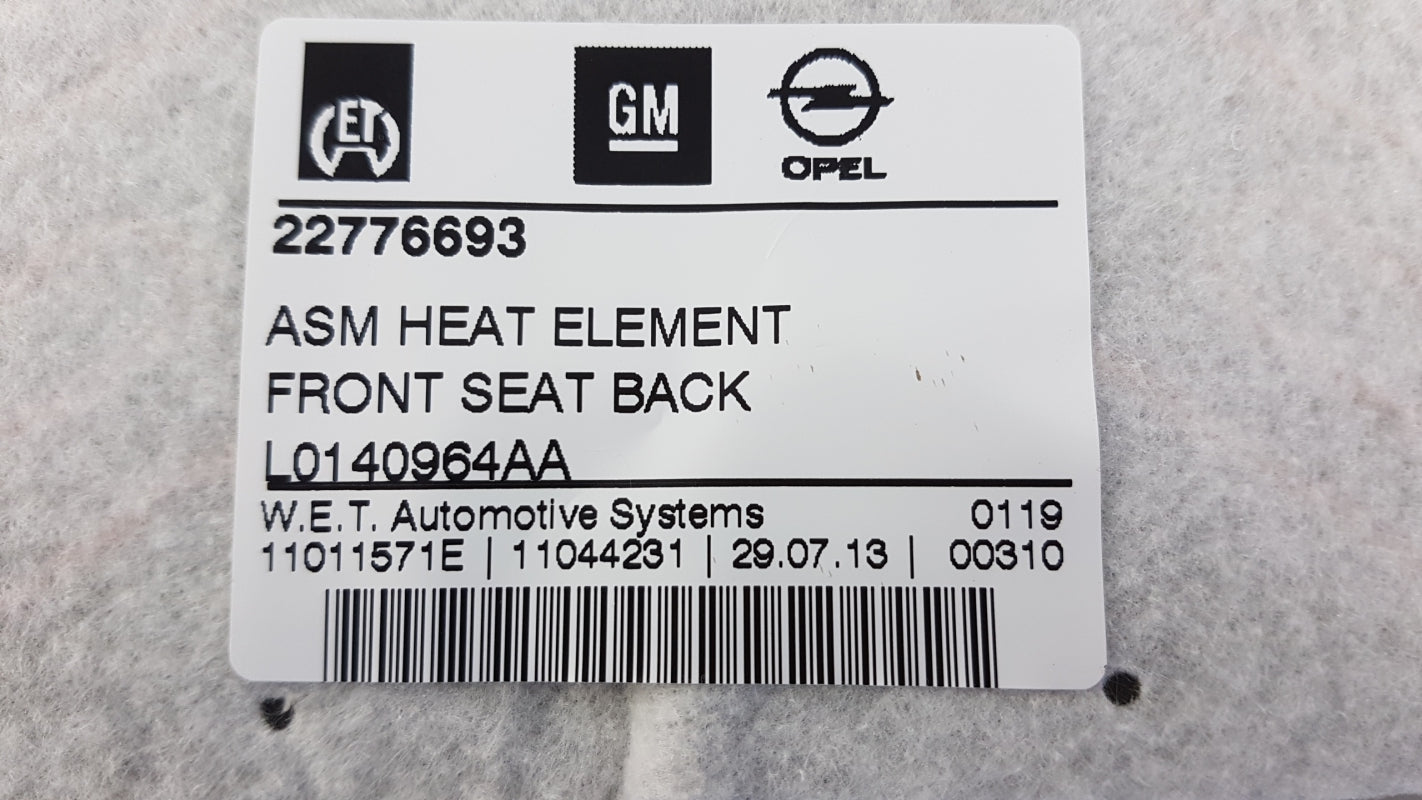 WET GM OPEL
22776693
ASM HEAT ELEMENT
FRONT SEAT BACK
L0140964AA
W.E.T. Automotive Systems 0119
11011571E | 11044231 | 29.07.13 | 00310